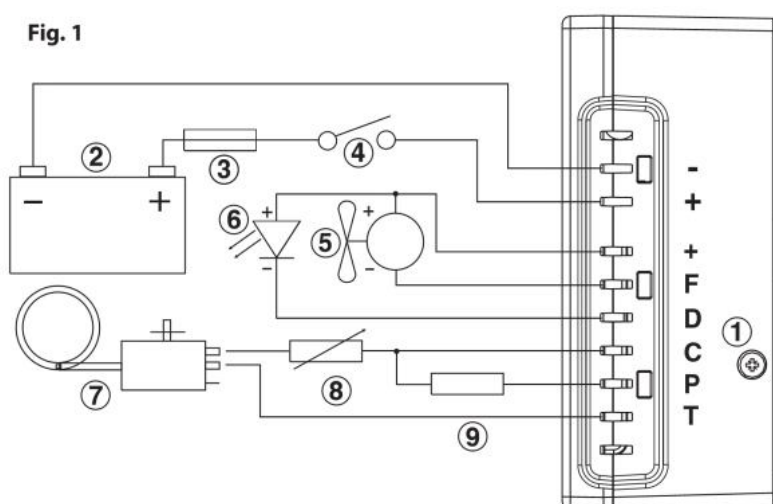 Fig. 1
②
③
④
-
+
− +
⑥ + ⑤ +
- -
+
F
D
C
①
P
T
⑦
⑧
⑨